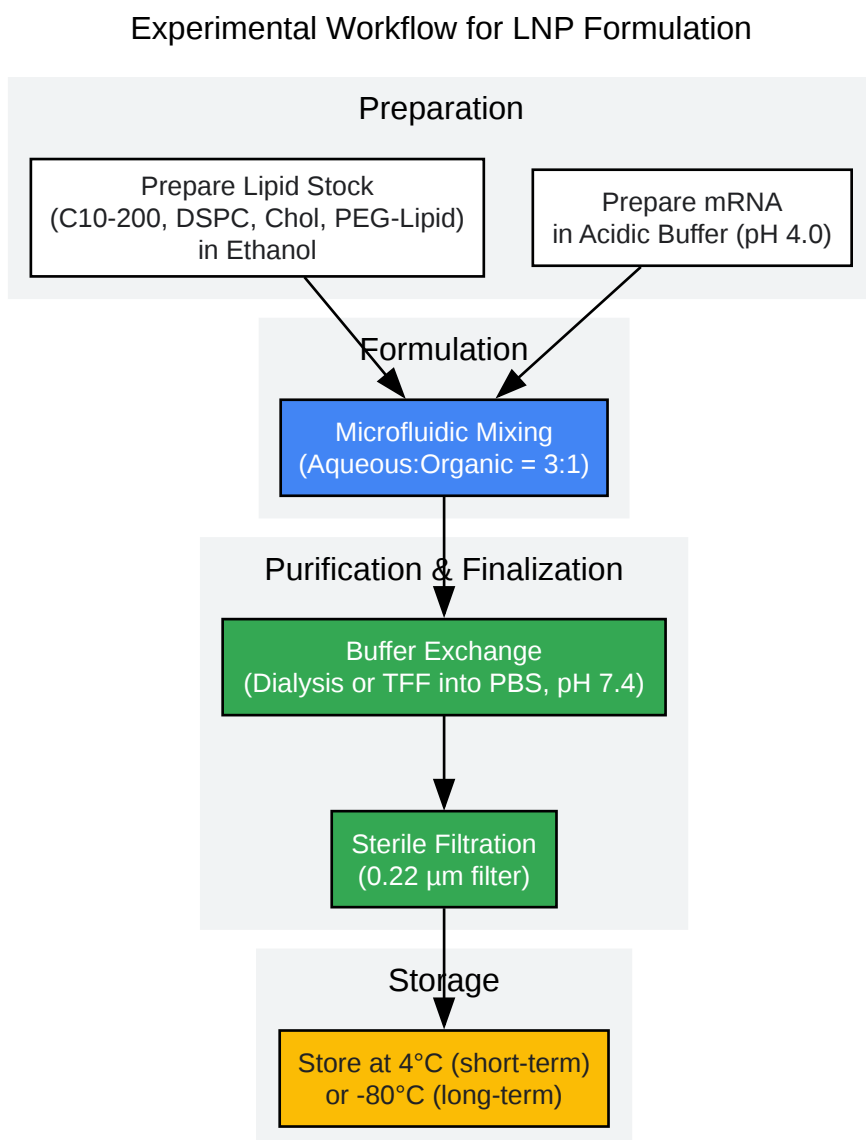 Experimental Workflow for LNP Formulation
Preparation
Prepare Lipid Stock
(C10-200, DSPC, Chol, PEG-Lipid)
in Ethanol
Prepare mRNA
in Acidic Buffer (pH 4.0)
Formulation
Microfluidic Mixing
(Aqueous:Organic = 3:1)
Purification & Finalization
Buffer Exchange
(Dialysis or TFF into PBS, pH 7.4)
Sterile Filtration
(0.22 µm filter)
Storage
Store at 4°C (short-term)
or -80°C (long-term)